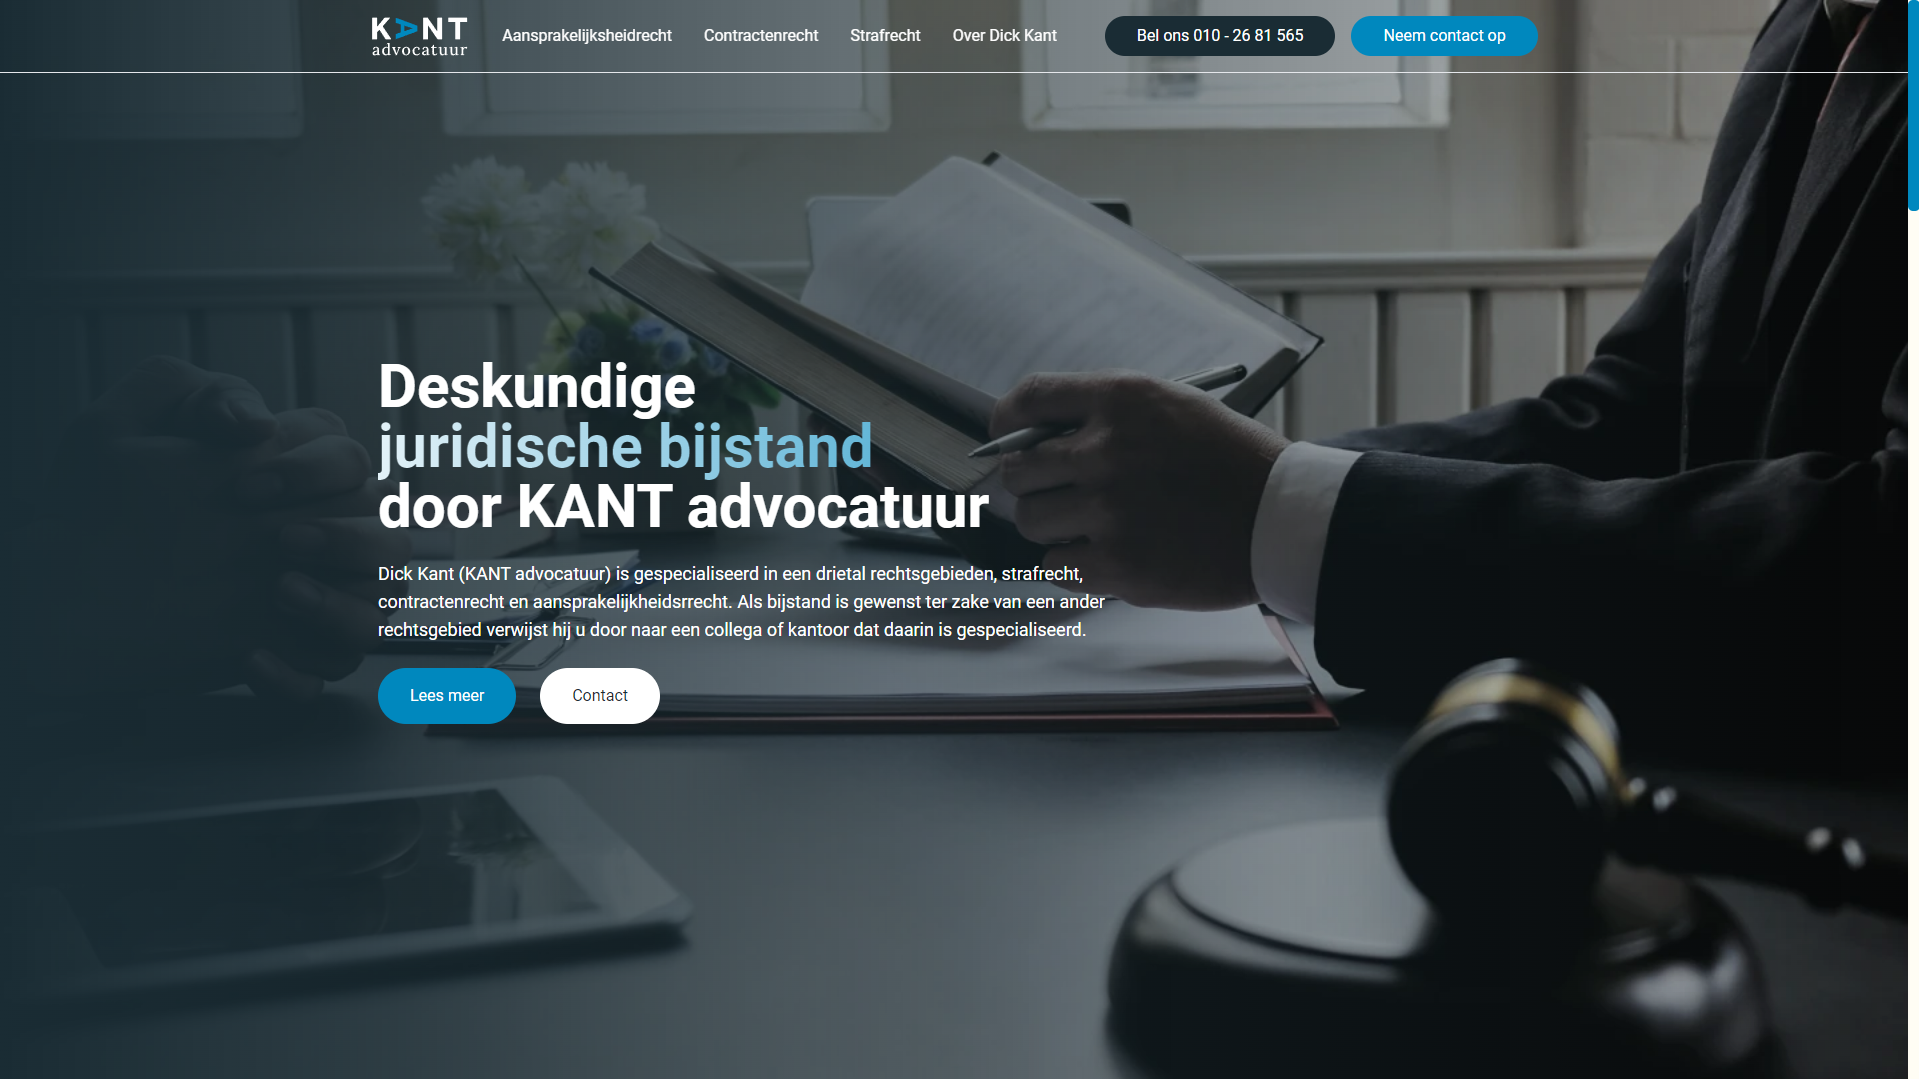 KANT
advocatuur
Aansprakelijksheidrecht
Contractenrecht
Strafrecht
Over Dick Kant
Bel ons 010 - 26 81 565
Neem contact op
Deskundige
juridische bijstand
door KANT advocatuur
Dick Kant (KANT advocatuur) is gespecialiseerd in een drietal rechtsgebieden, strafrecht,
contractenrecht en aansprakelijkheidsrrecht. Als bijstand is gewenst ter zake van een ander
rechtsgebied verwijst hij u door naar een collega of kantoor dat daarin is gespecialiseerd.
Lees meer
Contact